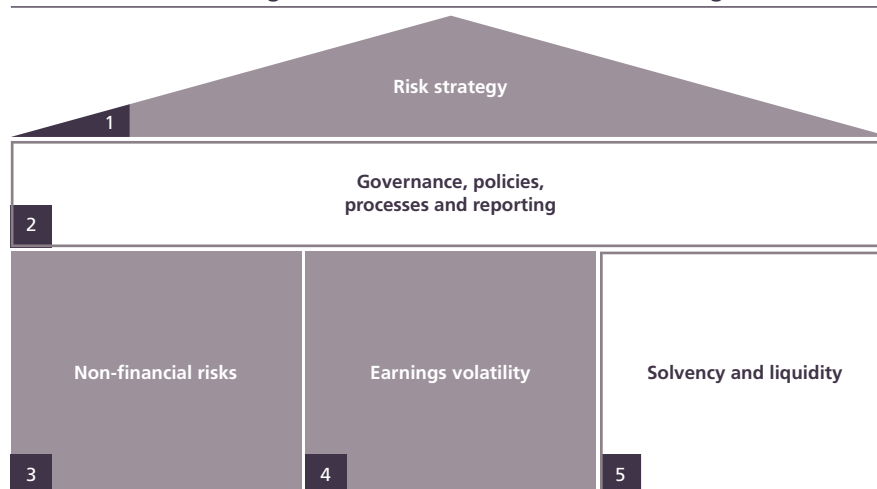 Risk strategy
1
Governance, policies,
processes and reporting
2
Non-financial risks
Earnings volatility
Solvency and liquidity
3
4
5